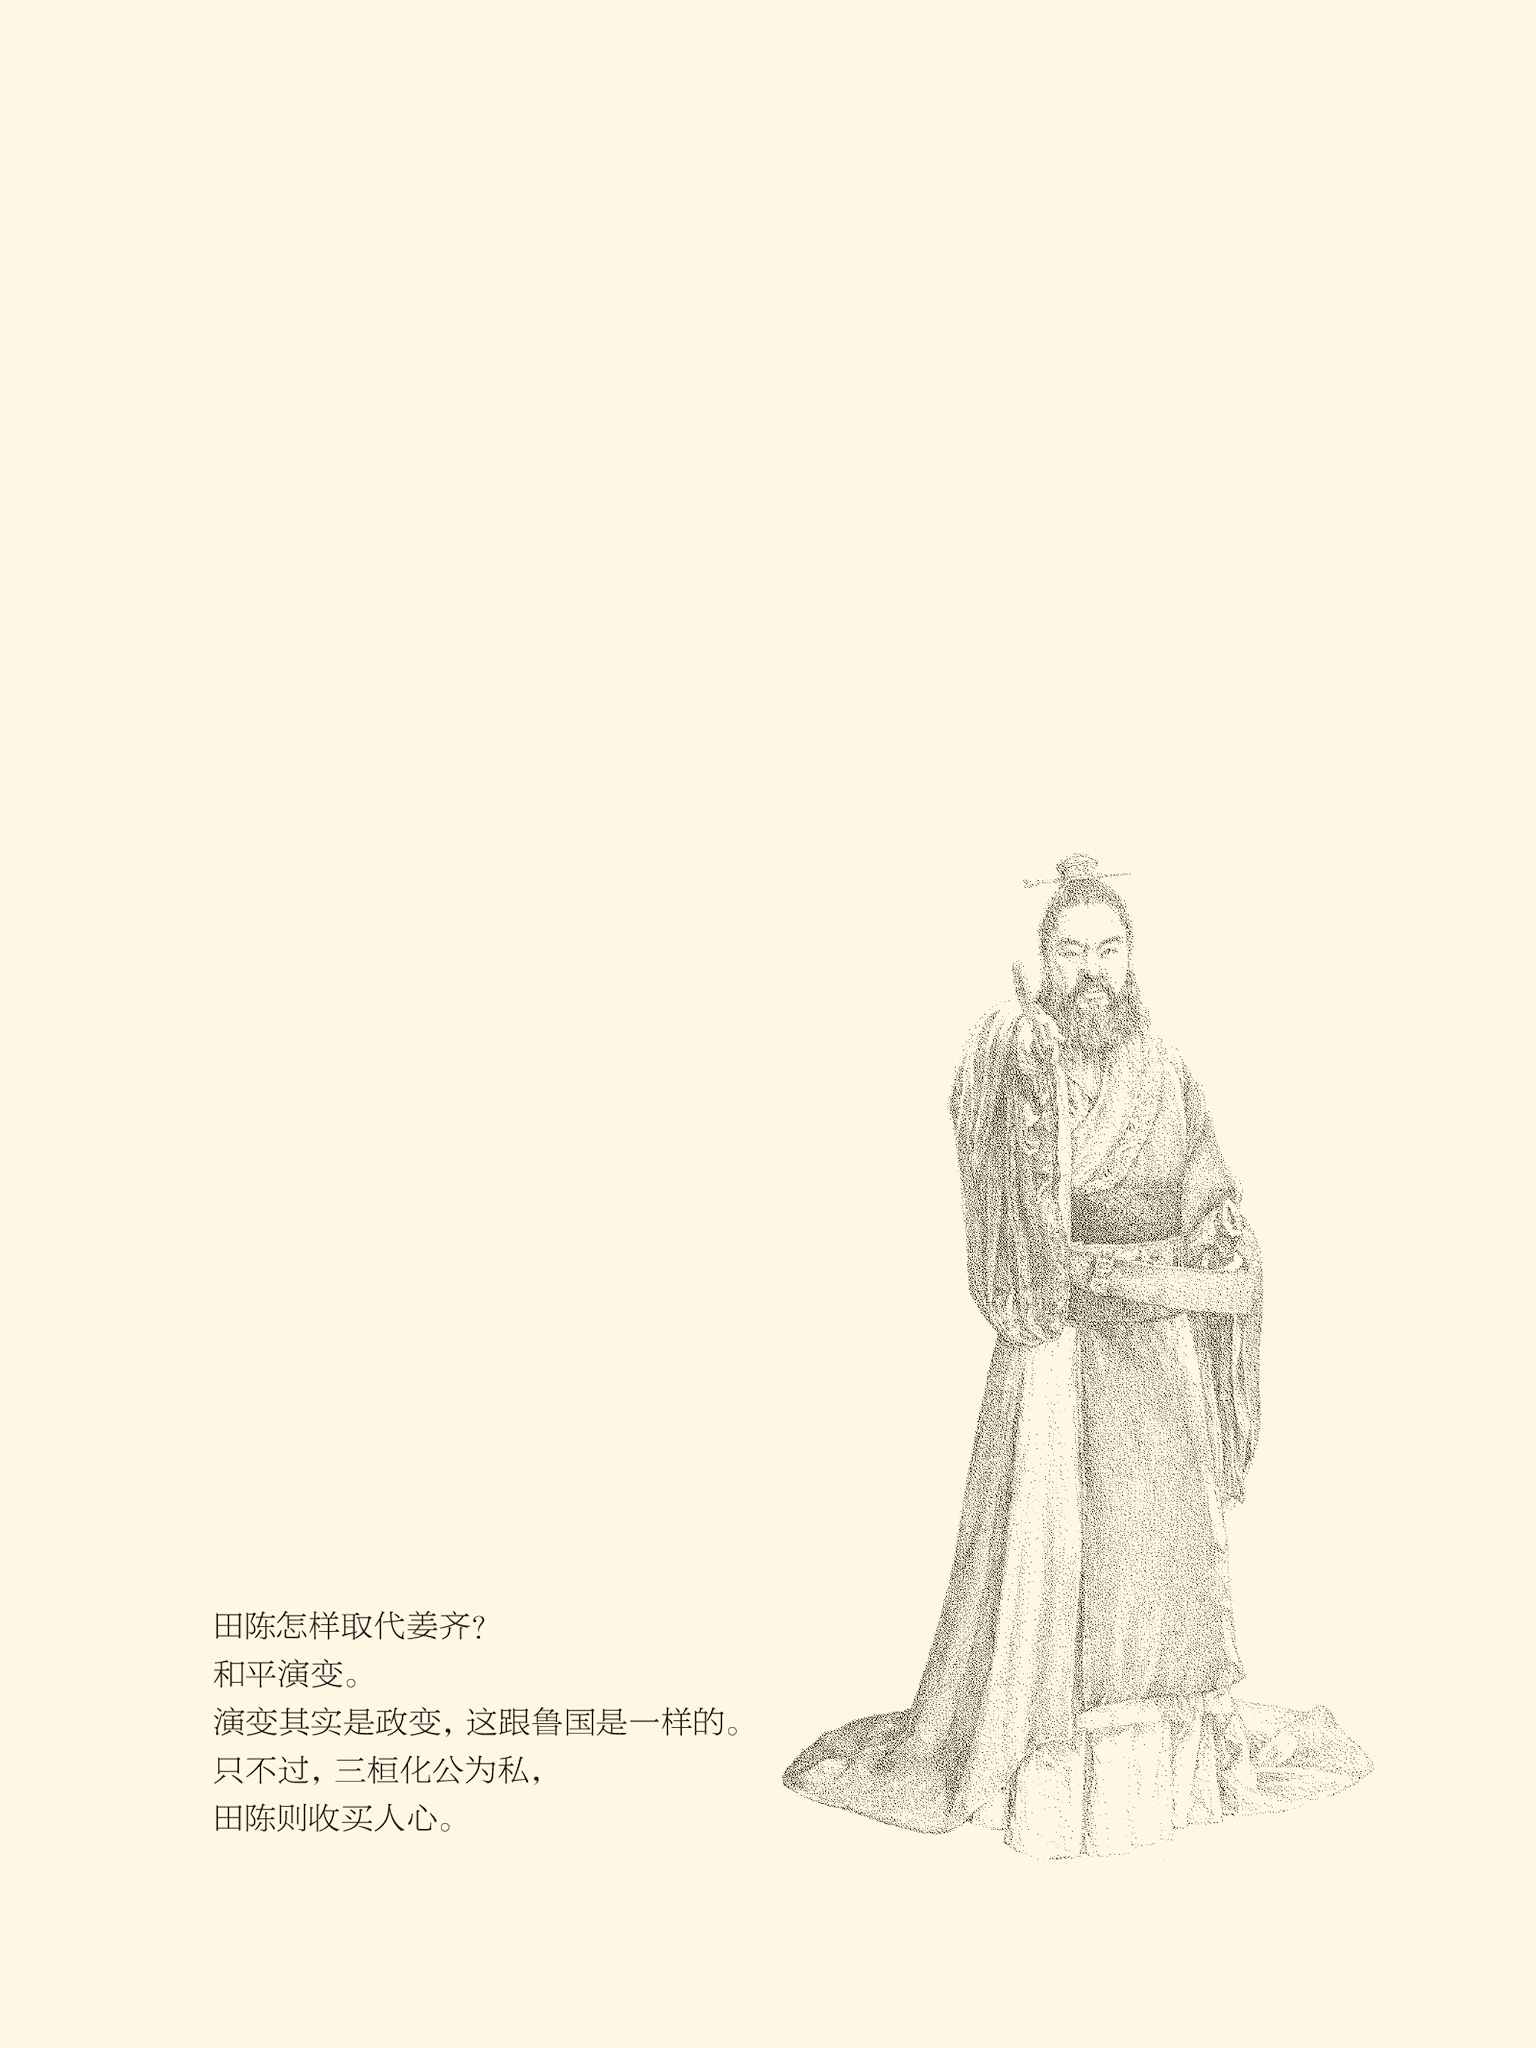 田陈怎样取代姜齐？
和平演变。
演变其实是政变，这跟鲁国是一样的。
只不过，三桓化公为私，
田陈则收买人心。